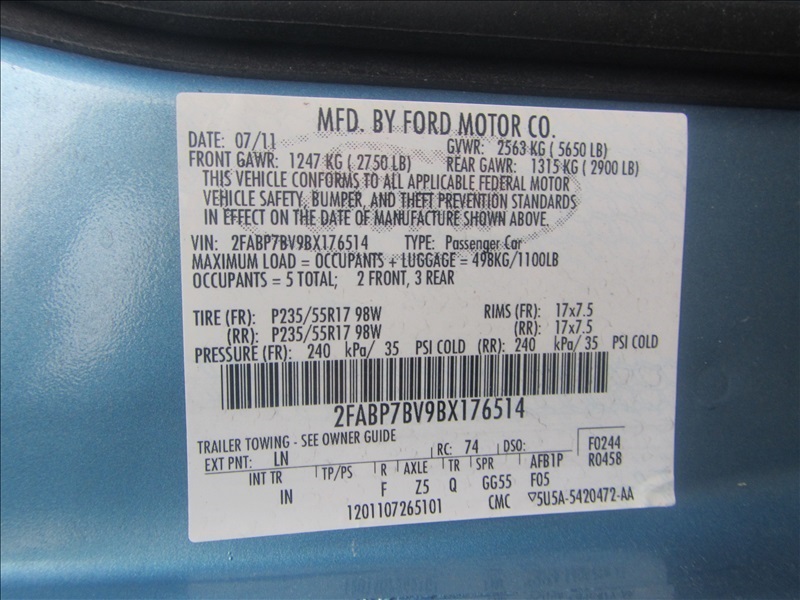 MFD. BY FORD MOTOR CO.
DATE: 07/11 GVWR: 2563 KG ( 5650 LB)
FRONT GAWR: 1247 KG ( 2750 LB) REAR GAWR: 1315 KG ( 2900 LB)
THIS VEHICLE CONFORMS TO ALL APPLICABLE FEDERAL MOTOR
VEHICLE SAFETY, BUMPER, AND THEFT PREVENTION STANDARDS
IN EFFECT ON THE DATE OF MANUFACTURE SHOWN ABOVE.
VIN: 2FABP7BV9BX176514 TYPE: Passenger Car
MAXIMUM LOAD = OCCUPANTS + LUGGAGE = 498KG/1100LB
OCCUPANTS = 5 TOTAL; 2 FRONT, 3 REAR
TIRE (FR): P235/55R17 98W RIMS (FR): 17x7.5
(RR): P235/55R17 98W (RR): 17x7.5
PRESSURE (FR): 240 kPa/ 35 PSI COLD (RR): 240 kPa/ 35 PSI COLD
2FABP7BV9BX176514
TRAILER TOWING - SEE OWNER GUIDE
EXT PNT: LN RC: 74 DSO: F0244
INT TR TP/PS R AXLE TR SPR AFB1P R0458
IN F Z5 Q GG55 F05
1201107265101 CMC ▽5U5A-5420472-AA